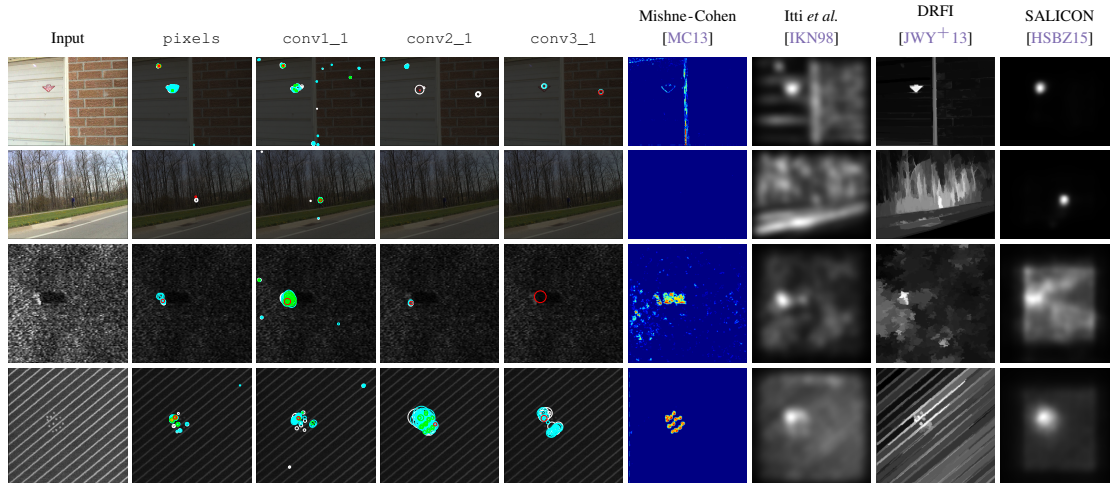 Input pixels conv1_1 conv2_1 conv3_1 Mishne-Cohen Itti et al. DRFI SALICON
[MC13] [IKN98] [JWY+13] [HSBZ15]